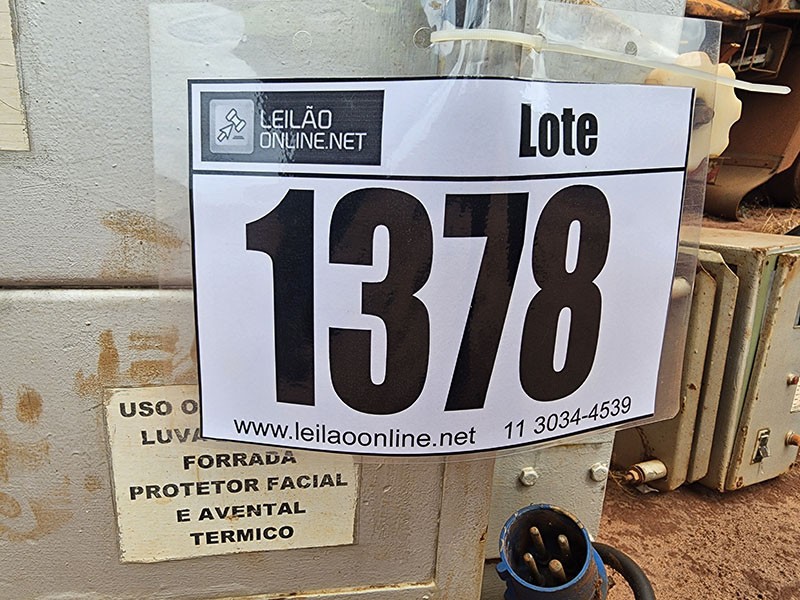 LEILÃO
ONLINE.NET
Lote
1378
www.leilaoonline.net 11 3034-4539
USO
LUVA
FORRADA
PROTETOR FACIAL
E AVENTAL
TERMICO